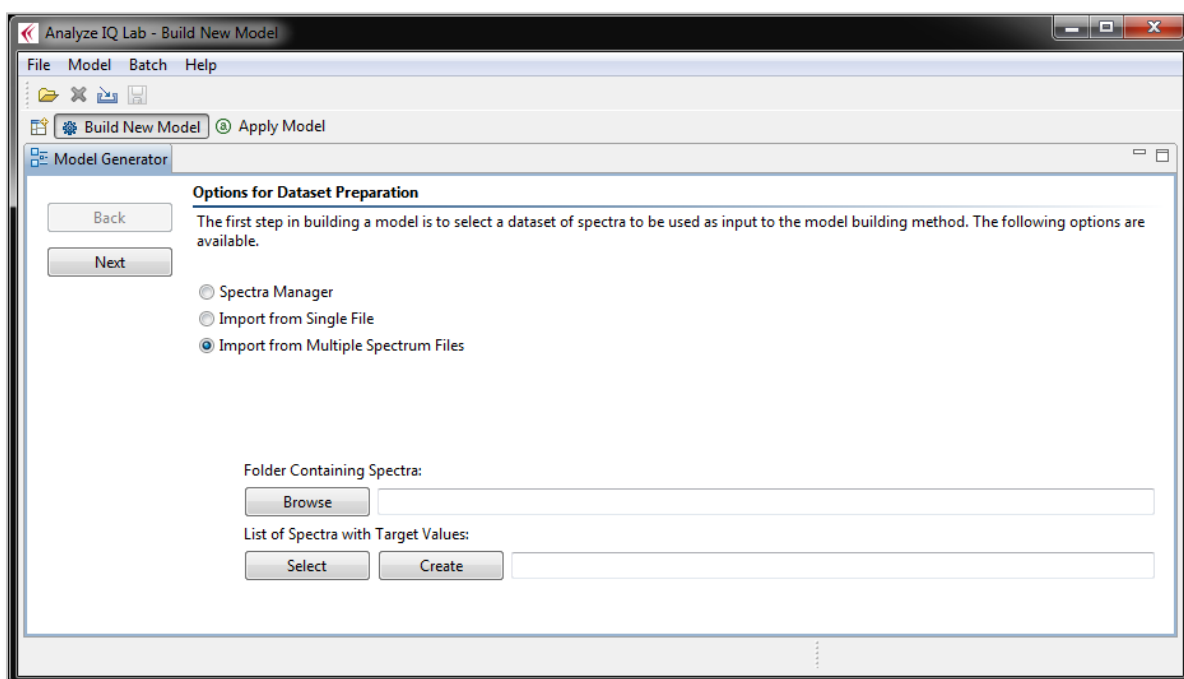 Analyze IQ Lab - Build New Model
File Model Batch Help
Build New Model Apply Model
Model Generator
Options for Dataset Preparation
Back
The first step in building a model is to select a dataset of spectra to be used as input to the model building method. The following options are
available.
Next
Spectra Manager
Import from Single File
Import from Multiple Spectrum Files
Folder Containing Spectra:
Browse
List of Spectra with Target Values:
Select Create